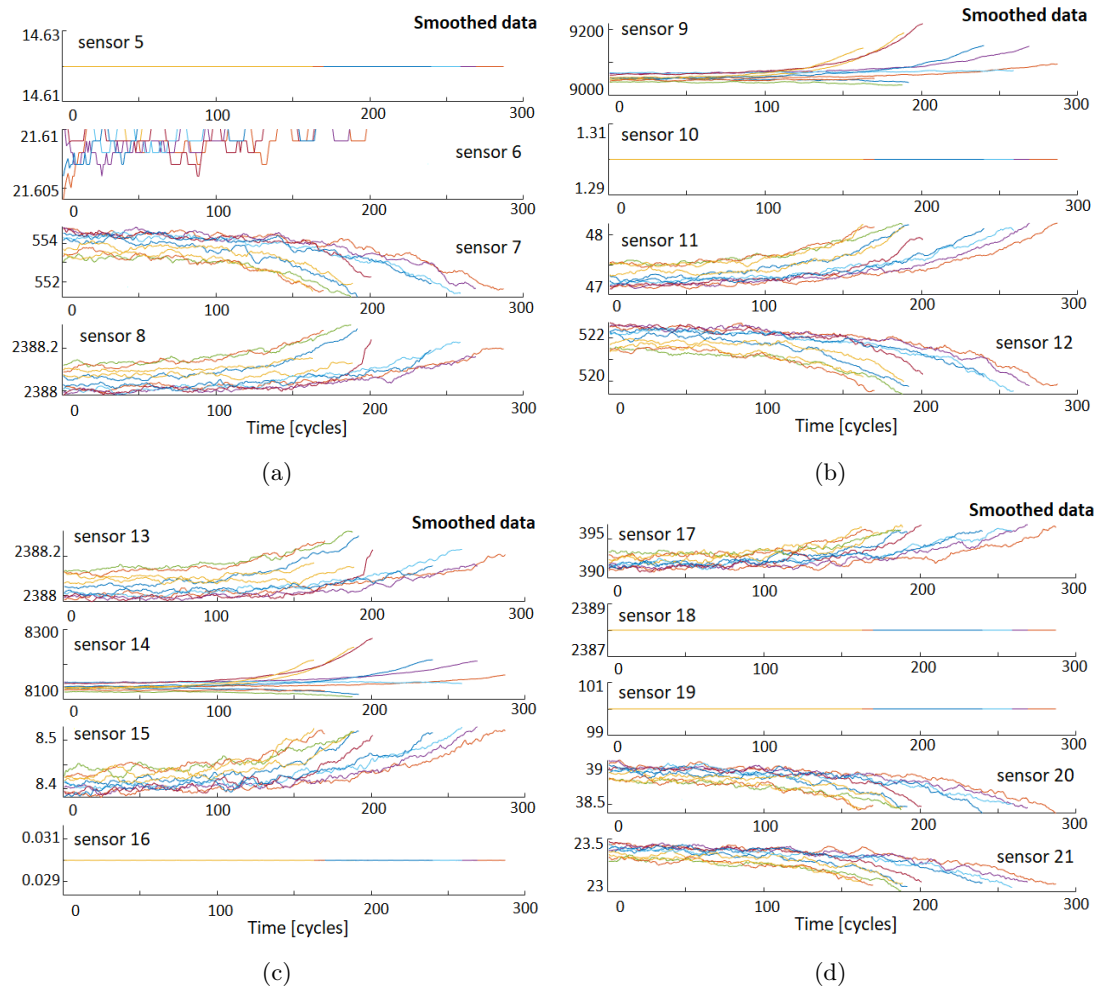 Smoothed data
14.63
sensor 5
14.61
0 100 200 300
21.61
sensor 6
21.605
0 100 200 300
554
sensor 7
552
0 100 200 300
sensor 8
2388.2
2388
0 100 200 300
Time [cycles]
(a)
Smoothed data
9200
sensor 9
9000
0 100 200 300
1.31
sensor 10
1.29
0 100 200 300
48
sensor 11
47
0 100 200 300
522
sensor 12
520
0 100 200 300
Time [cycles]
(b)
Smoothed data
sensor 13
2388.2
2388
0 100 200 300
8300
sensor 14
8100
0 100 200 300
8.5
sensor 15
8.4
0 100 200 300
0.031
sensor 16
0.029
0 100 200 300
Time [cycles]
(c)
Smoothed data
395
sensor 17
390
0 100 200 300
2389
sensor 18
2387
0 100 200 300
101
sensor 19
99
0 100 200 300
39
sensor 20
38.5
0 100 200 300
23.5
sensor 21
23
0 100 200 300
Time [cycles]
(d)